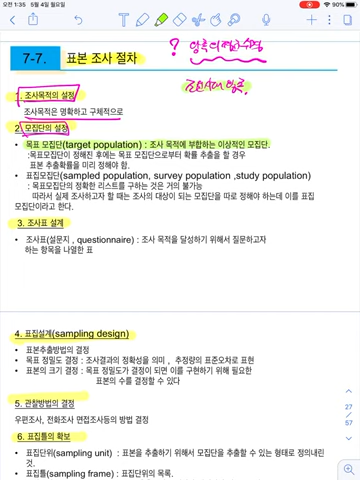 오전 1:35 5월 4일 월요일
90%
?
7-7. 표본 조사 절차
1. 조사목적의 설정
조사목적은 명확하고 구체적으로
2. 모집단의 설정
• 목표 모집단(target population) : 조사 목적에 부합하는 이상적인 모집단.
:목표모집단이 정해진 후에는 목표 모집단으로부터 확률 추출을 할 경우
표본 추출확률을 미리 정해야 함.
• 표집모집단(sampled population, survey population ,study population)
: 목표모집단의 정확한 리스트를 구하는 것은 거의 불가능
따라서 실제 조사하고자 할 때는 조사의 대상이 되는 모집단을 따로 정해야 하는데 이를 표집
모집단이라고 한다.
3. 조사표 설계
• 조사표(설문지 , questionnaire) : 조사 목적을 달성하기 위해서 질문하고자
하는 항목을 나열한 표
4. 표집설계(sampling design)
• 표본추출방법의 결정
• 목표 정밀도 결정 : 조사결과의 정확성을 의미 , 추정량의 표준오차로 표현
• 표본의 크기 결정 : 목표 정밀도가 결정이 되면 이를 구현하기 위해 필요한
표본의 수를 결정할 수 있다
5. 관찰방법의 결정
우편조사, 전화조사 면접조사등의 방법 결정
6. 표집틀의 확보
• 표집단위(sampling unit) : 표본을 추출하기 위해서 모집단을 추출할 수 있는 형태로 정의내린
것.
• 표집틀(sampling frame) : 표집단위의 목록.
27
/
57